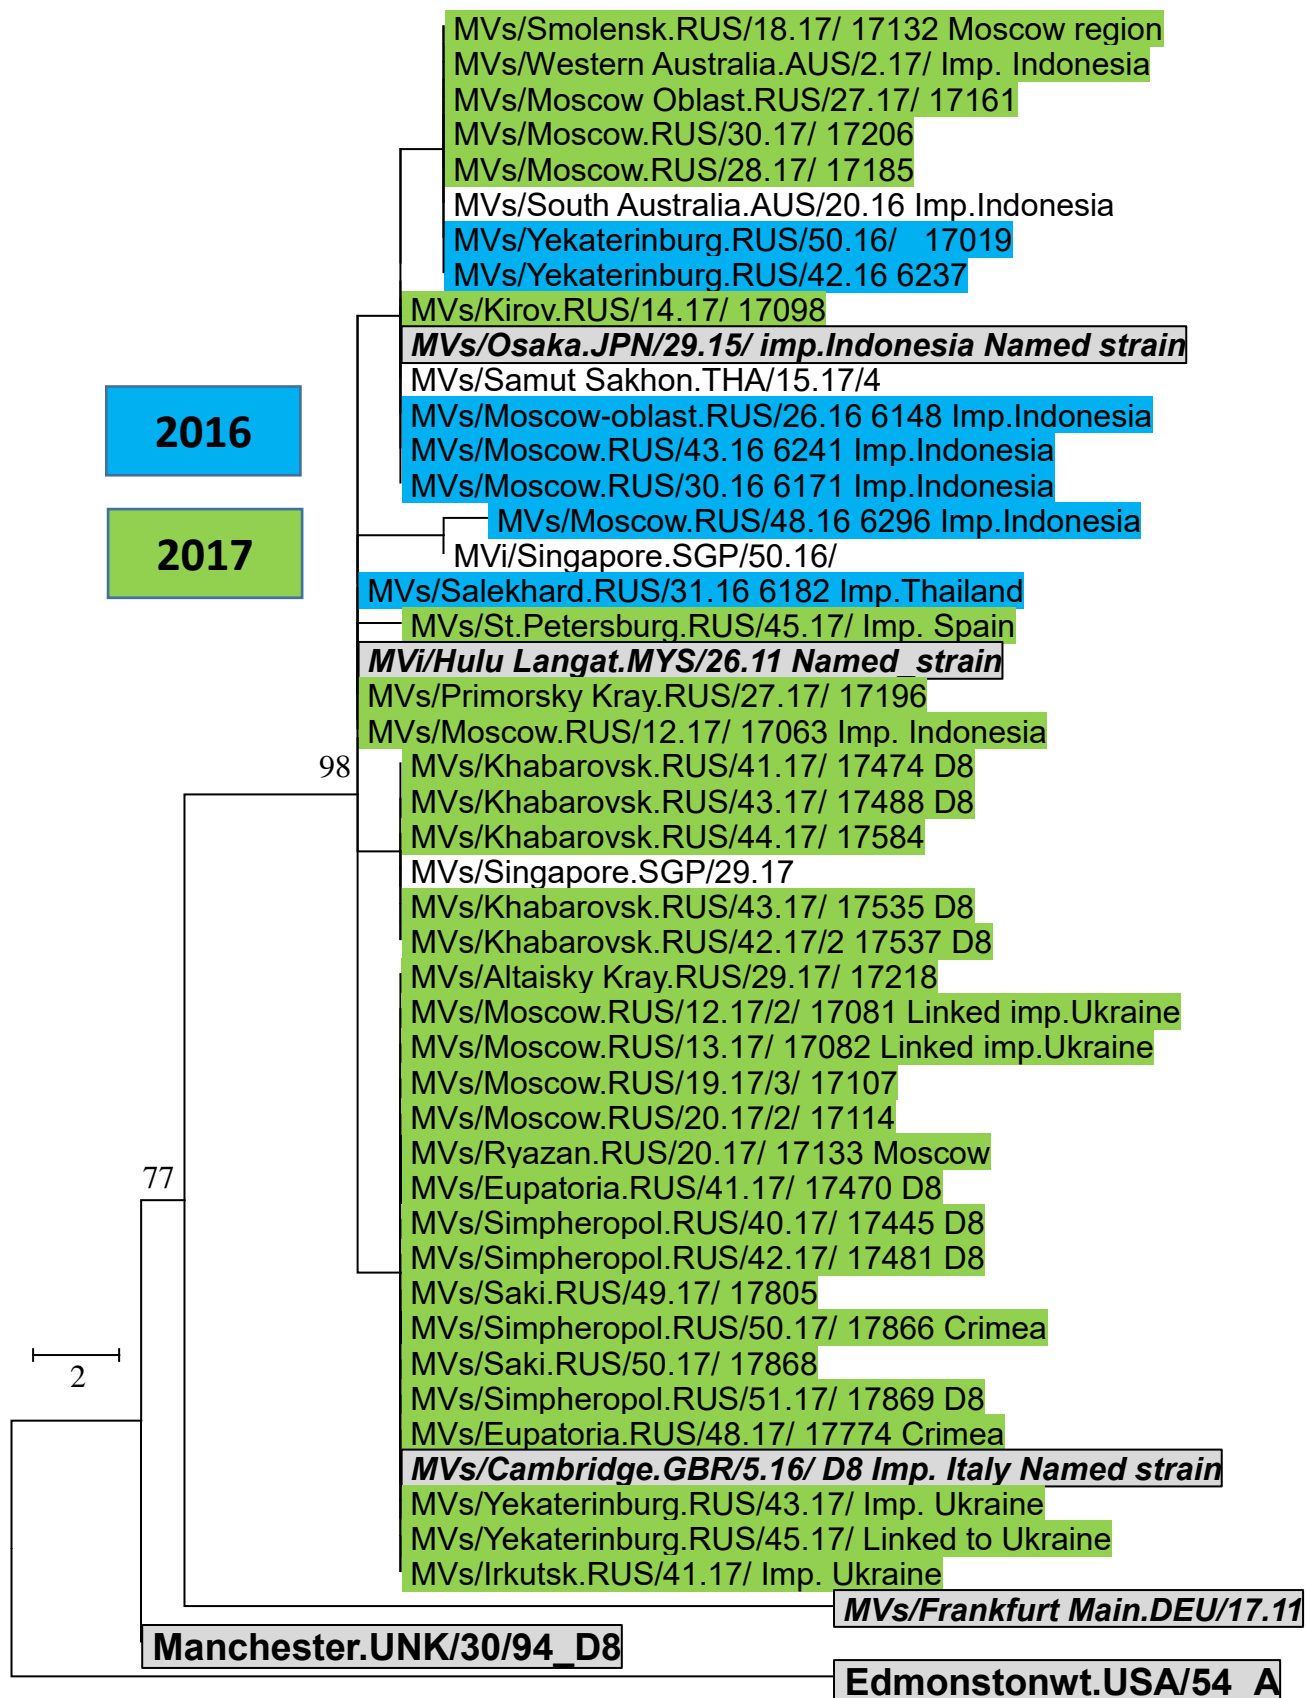 MVs/Smolensk.RUS/18.17/ 17132 Moscow region
MVs/Western Australia.AUS/2.17/ Imp. Indonesia
MVs/Moscow Oblast.RUS/27.17/ 17161
MVs/Moscow.RUS/30.17/ 17206
MVs/Moscow.RUS/28.17/ 17185
MVs/South Australia.AUS/20.16 Imp.Indonesia
MVs/Yekaterinburg.RUS/50.16/ 17019
MVs/Yekaterinburg.RUS/42.16 6237
MVs/Kirov.RUS/14.17/ 17098
MVs/Osaka.JPN/29.15/ imp.Indonesia Named strain
MVs/Samut Sakhon.THA/15.17/4
MVs/Moscow-oblast.RUS/26.16 6148 Imp.Indonesia
2016
MVs/Moscow.RUS/43.16 6241 Imp.Indonesia
MVs/Moscow.RUS/30.16 6171 Imp.Indonesia
MVs/Moscow.RUS/48.16 6296 Imp.Indonesia
2017
MVi/Singapore.SGP/50.16/
MVs/Salekhard.RUS/31.16 6182 Imp.Thailand
MVs/St.Petersburg.RUS/45.17/ Imp. Spain
MVi/Hulu Langat.MYS/26.11 Named_strain
MVs/Primorsky Kray.RUS/27.17/ 17196
MVs/Moscow.RUS/12.17/ 17063 Imp. Indonesia
98
MVs/Khabarovsk.RUS/41.17/ 17474 D8
MVs/Khabarovsk.RUS/43.17/ 17488 D8
MVs/Khabarovsk.RUS/44.17/ 17584
MVs/Singapore.SGP/29.17
MVs/Khabarovsk.RUS/43.17/ 17535 D8
MVs/Khabarovsk.RUS/42.17/2 17537 D8
MVs/Altaisky Kray.RUS/29.17/ 17218
MVs/Moscow.RUS/12.17/2/ 17081 Linked imp.Ukraine
MVs/Moscow.RUS/13.17/ 17082 Linked imp.Ukraine
MVs/Moscow.RUS/19.17/3/ 17107
MVs/Moscow.RUS/20.17/2/ 17114
MVs/Ryazan.RUS/20.17/ 17133 Moscow
77
MVs/Eupatoria.RUS/41.17/ 17470 D8
MVs/Simpheropol.RUS/40.17/ 17445 D8
MVs/Simpheropol.RUS/42.17/ 17481 D8
MVs/Saki.RUS/49.17/ 17805
MVs/Simpheropol.RUS/50.17/ 17866 Crimea
MVs/Saki.RUS/50.17/ 17868
2
MVs/Simpheropol.RUS/51.17/ 17869 D8
MVs/Eupatoria.RUS/48.17/ 17774 Crimea
MVs/Cambridge.GBR/5.16/ D8 Imp. Italy Named strain
MVs/Yekaterinburg.RUS/43.17/ Imp. Ukraine
MVs/Yekaterinburg.RUS/45.17/ Linked to Ukraine
MVs/Irkutsk.RUS/41.17/ Imp. Ukraine
MVs/Frankfurt Main.DEU/17.11
Manchester.UNK/30/94_D8
Edmonstonwt.USA/54_A